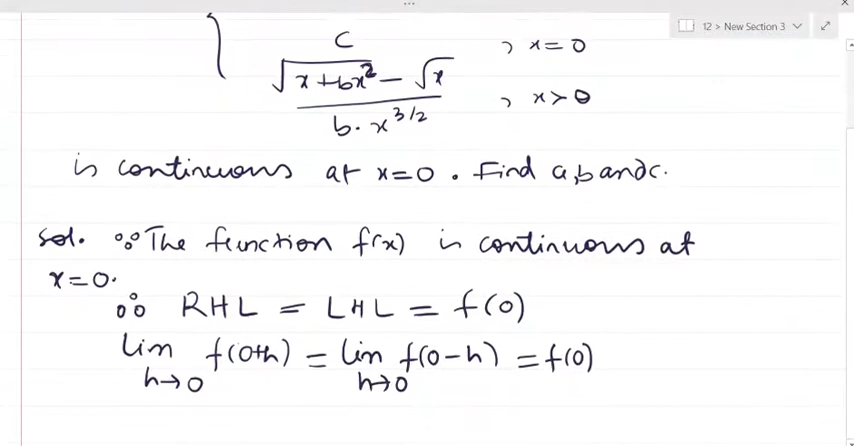 12 > New Section 3
c , x=0
√(x+bx²) - √x / b.x^3/2 , x>0
is continuous at x=0. Find a,b and c.
Sol. ∵ The function f(x) is continuous at
x=0.
∴ RHL = LHL = f(0)
lim h→0 f(0+h) = lim h→0 f(0-h) = f(0)